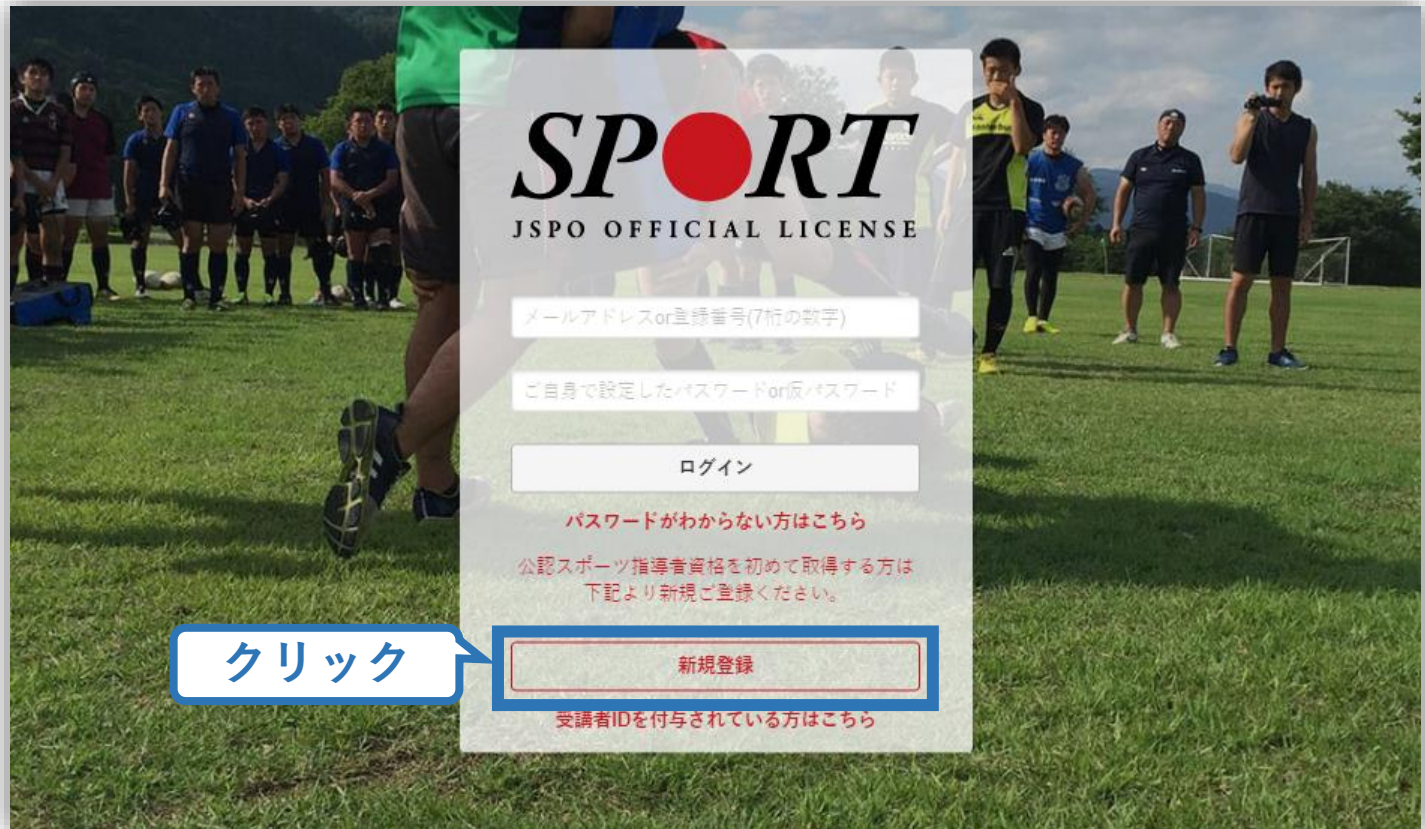 SPORT
JSPO OFFICIAL LICENSE
メールアドレスor登録番号(7桁の数字)
ご自身で設定したパスワードor仮パスワード
ログイン
パスワードがわからない方はこちら
公認スポーツ指導者資格を初めて取得する方は
下記より新規ご登録ください。
クリック
新規登録
受講者IDを付与されている方はこちら